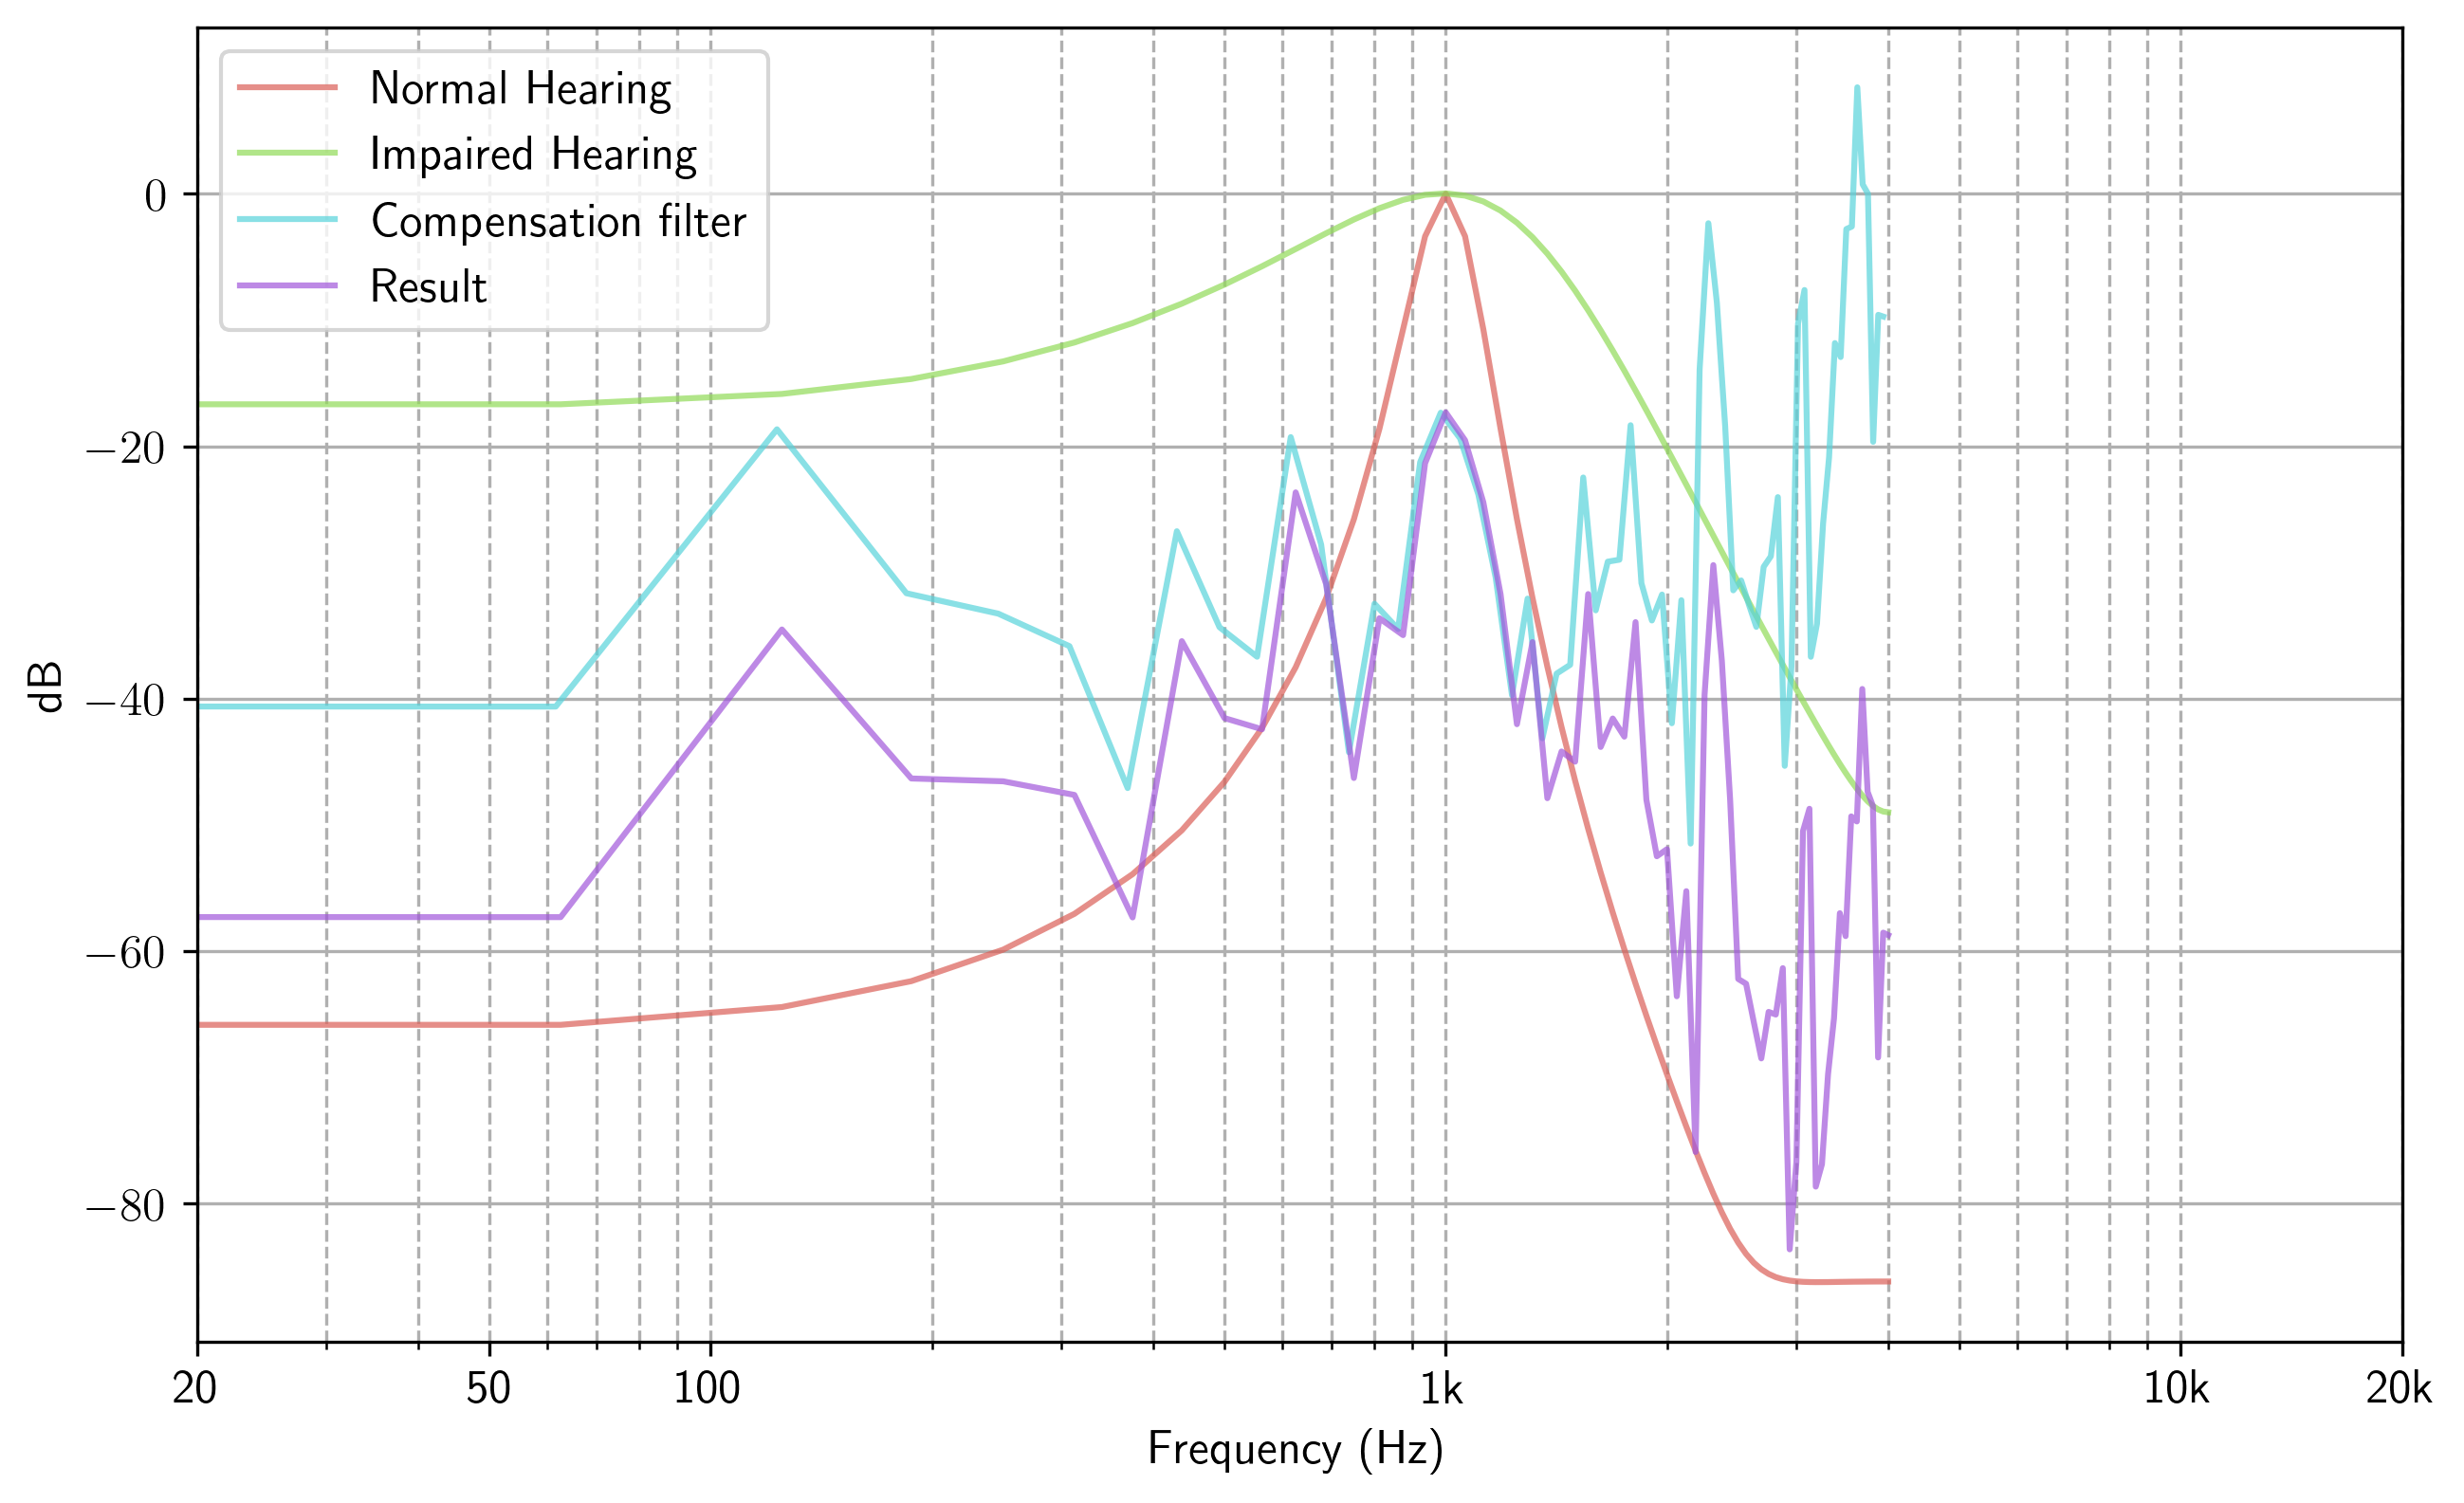 Normal Hearing
Impaired Hearing
Compensation filter
Result
0
−20
−40
−60
−80
dB
20 50 100 1k 10k 20k
Frequency (Hz)